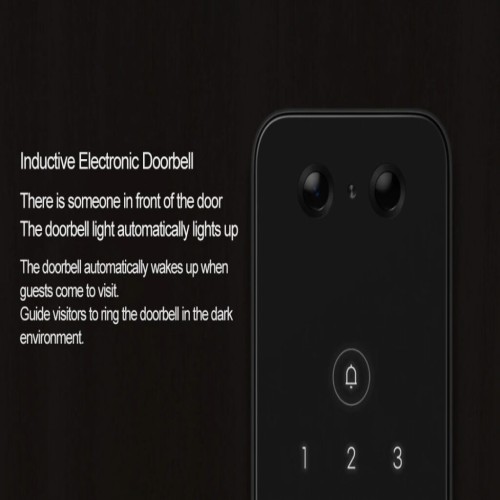 Inductive Electronic Doorbell
There is someone in front of the door
The doorbell light automatically lights up
The doorbell automatically wakes up when
guests come to visit.
Guide visitors to ring the doorbell in the dark
environment.
1 2 3